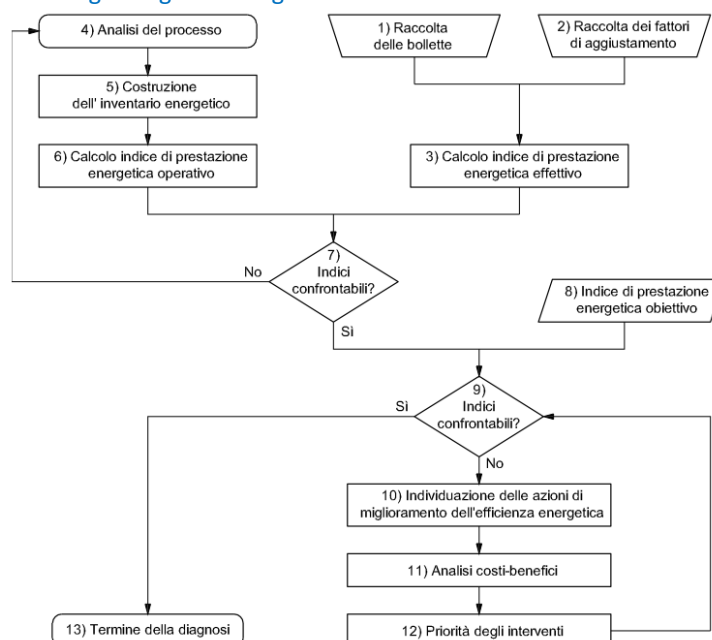 4) Analisi del processo
1) Raccolta
delle bollette
2) Raccolta dei fattori
di aggiustamento
5) Costruzione
dell' inventario energetico
6) Calcolo indice di prestazione
energetica operativo
3) Calcolo indice di prestazione
energetica effettivo
7)
Indici
confrontabili?
No
Sì
8) Indice di prestazione
energetica obiettivo
9)
Indici
confrontabili?
Sì
No
10) Individuazione delle azioni di
miglioramento dell'efficienza energetica
11) Analisi costi-benefici
12) Priorità degli interventi
13) Termine della diagnosi